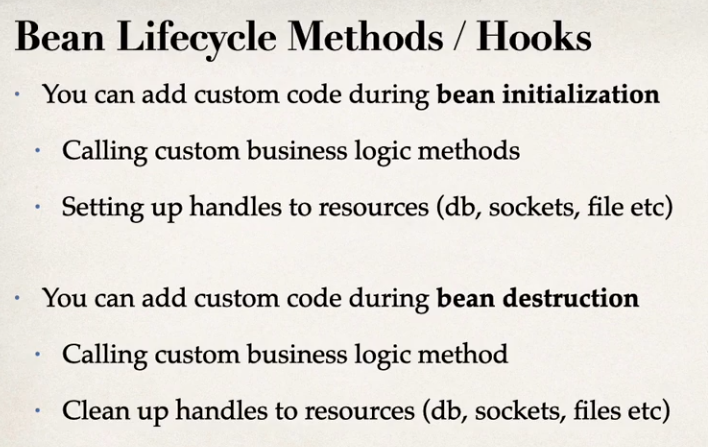 Bean Lifecycle Methods / Hooks
· You can add custom code during bean initialization
· Calling custom business logic methods
· Setting up handles to resources (db, sockets, file etc)
· You can add custom code during bean destruction
· Calling custom business logic method
· Clean up handles to resources (db, sockets, files etc)